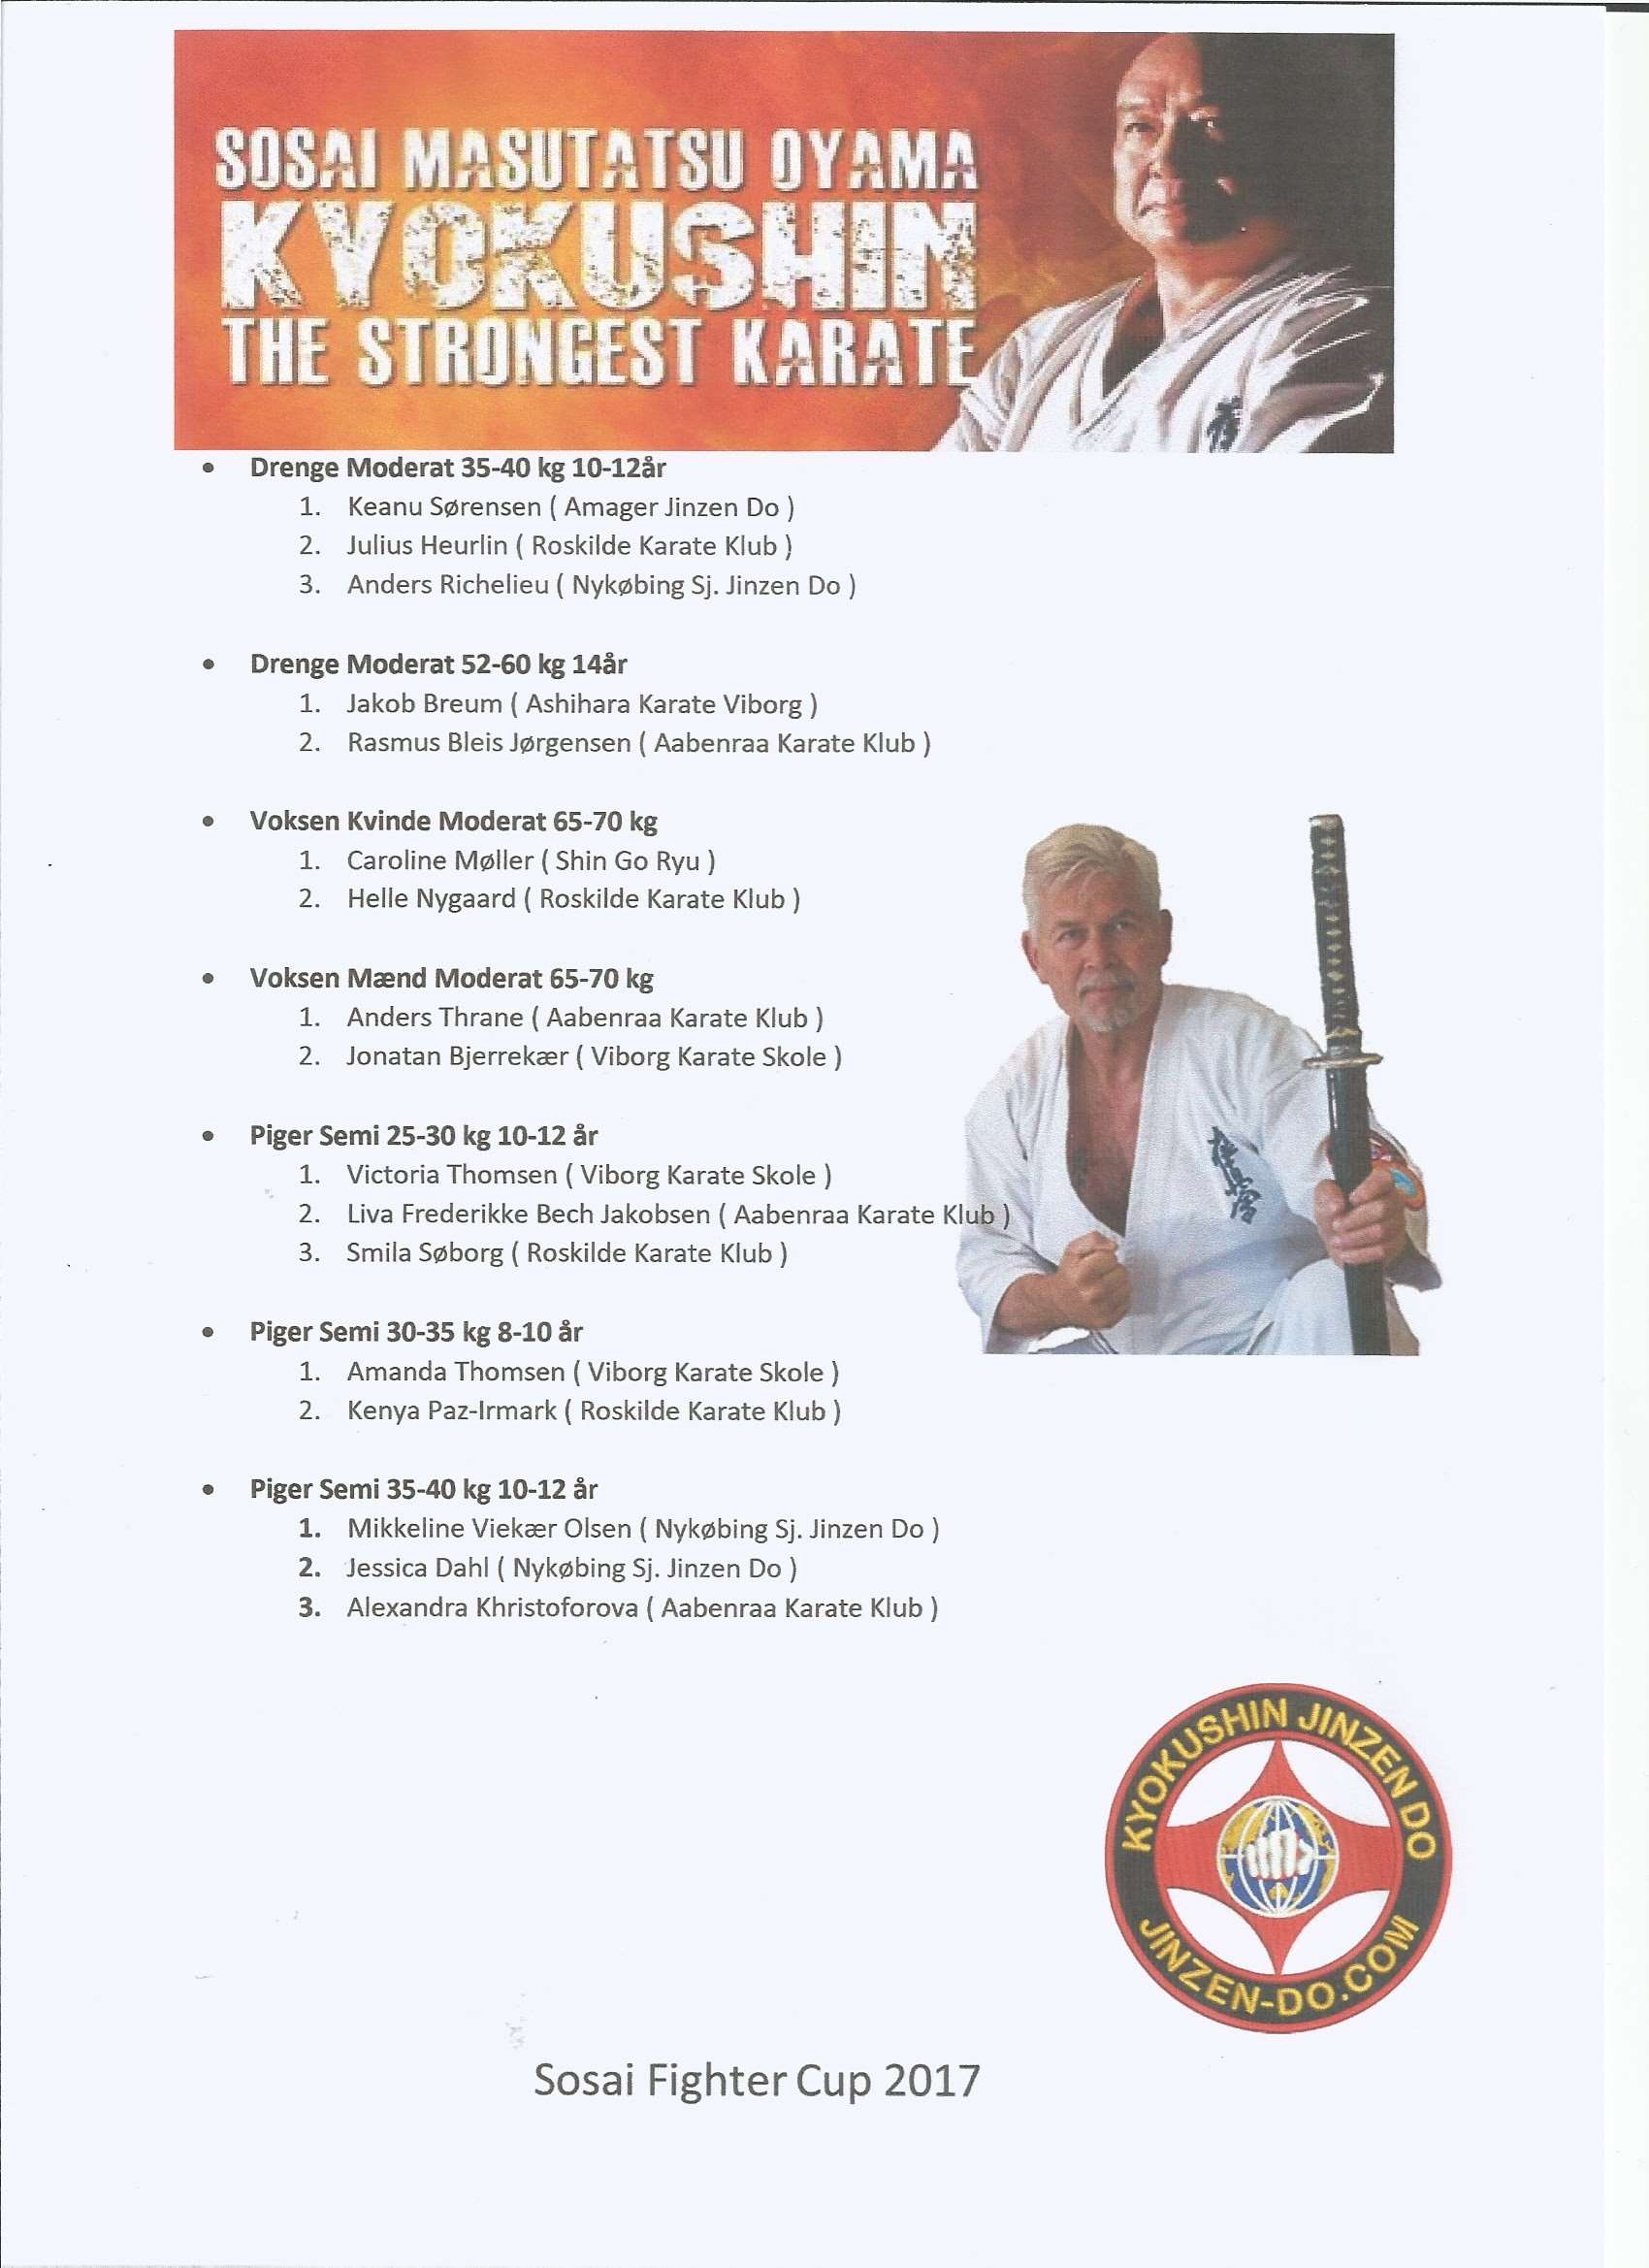 SOSAI MASUTATSU OYAMA
KYOKUSHIN
THE STRONGEST KARATE
• Drenge Moderat 35-40 kg 10-12år
1. Keanu Sørensen ( Amager Jinzen Do )
2. Julius Heurlin ( Roskilde Karate Klub )
3. Anders Richelieu ( Nykøbing Sj. Jinzen Do )
• Drenge Moderat 52-60 kg 14år
1. Jakob Breum ( Ashihara Karate Viborg )
2. Rasmus Bleis Jørgensen ( Aabenraa Karate Klub )
• Voksen Kvinde Moderat 65-70 kg
1. Caroline Møller ( Shin Go Ryu )
2. Helle Nygaard ( Roskilde Karate Klub )
• Voksen Mænd Moderat 65-70 kg
1. Anders Thrane ( Aabenraa Karate Klub )
2. Jonatan Bjerrekær ( Viborg Karate Skole )
• Piger Semi 25-30 kg 10-12 år
1. Victoria Thomsen ( Viborg Karate Skole )
2. Liva Frederikke Bech Jakobsen ( Aabenraa Karate Klub )
3. Smila Søborg ( Roskilde Karate Klub )
極真会
• Piger Semi 30-35 kg 8-10 år
1. Amanda Thomsen ( Viborg Karate Skole )
2. Kenya Paz-Irmark ( Roskilde Karate Klub )
• Piger Semi 35-40 kg 10-12 år
1. Mikkeline Viekær Olsen ( Nykøbing Sj. Jinzen Do )
2. Jessica Dahl ( Nykøbing Sj. Jinzen Do )
3. Alexandra Khristoforova ( Aabenraa Karate Klub )
KYOKUSHIN JINZEN DO
JINZEN-DO.COM
Sosai Fighter Cup 2017